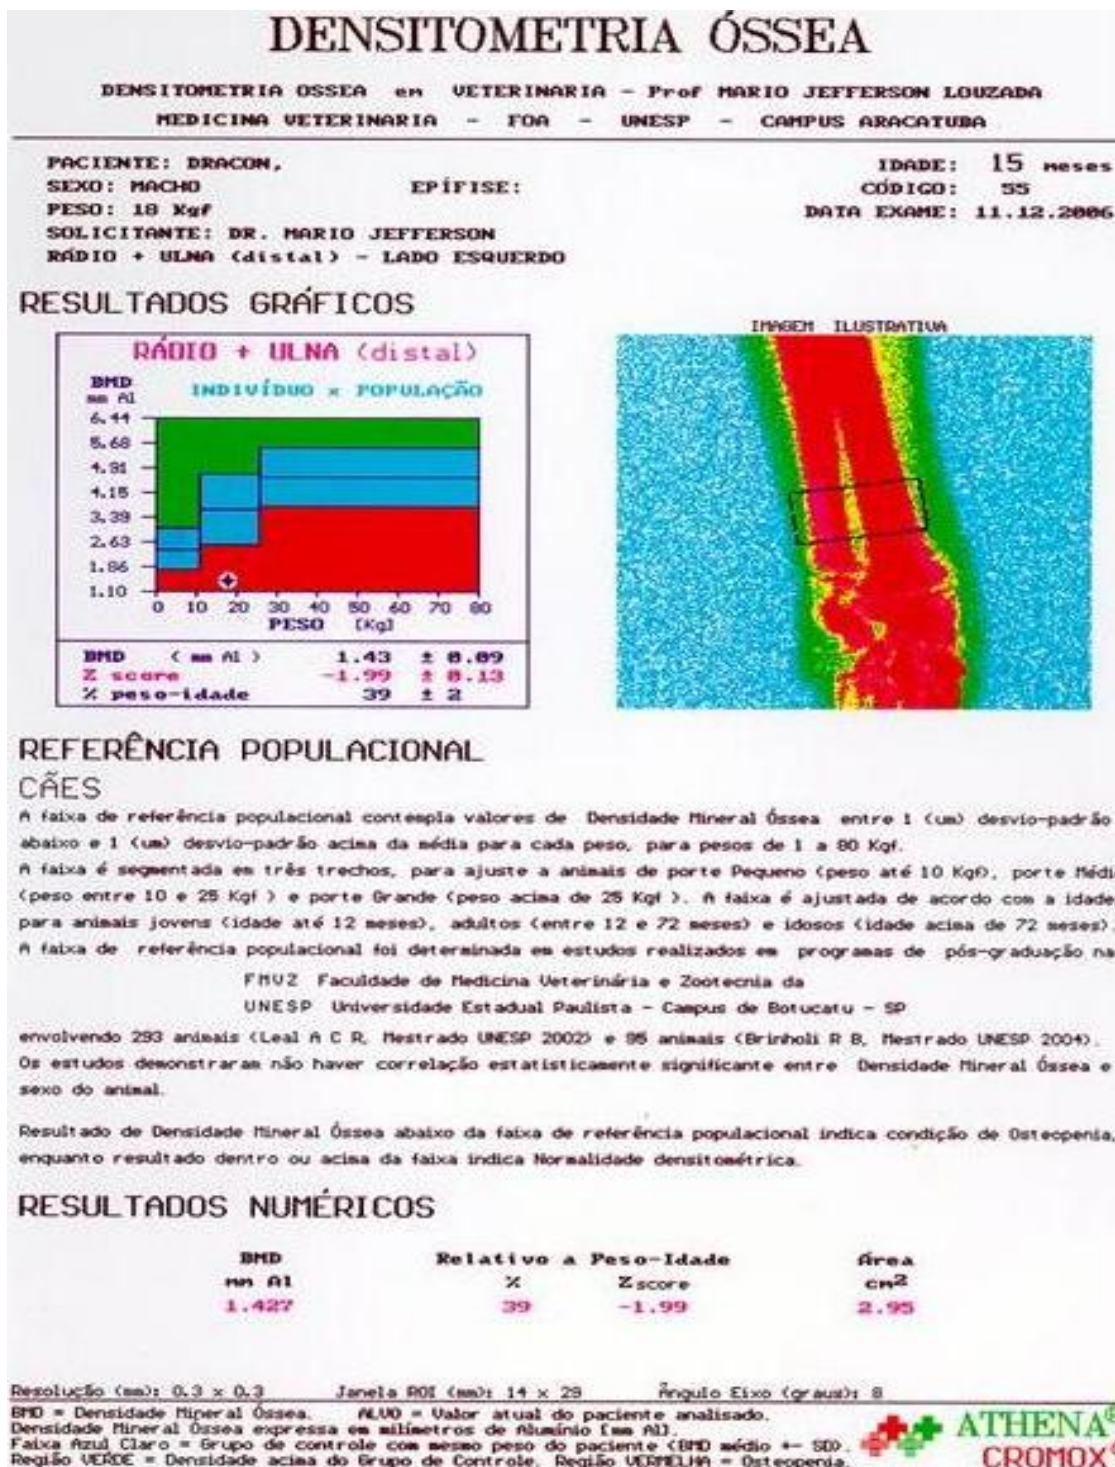 DENSITOMETRIA ÓSSEA
DENSITOMETRIA OSSEA em VETERINARIA - Prof MARIO JEFFERSON LOUZADA
MEDICINA VETERINARIA - FOA - UNESP - CAMPUS ARACATUBA
PACIENTE: DRACON,
IDADE: 15 meses
SEXO: MACHO
EPÍFISE:
CÓDIGO: 55
PESO: 18 Kgf
DATA EXAME: 11.12.2006
SOLICITANTE: DR. MARIO JEFFERSON
RÁDIO + ULNA (distal) - LADO ESQUERDO
RESULTADOS GRÁFICOS
RÁDIO + ULNA (distal)
BMD
mm Al
INDIVÍDUO x POPULAÇÃO
6.44
5.68
4.91
4.15
3.39
2.63
1.86
1.10
0 10 20 30 40 50 60 70 80
PESO [Kg]
BMD ( mm Al ) 1.43 ± 0.09
Z score -1.99 ± 0.13
% peso-idade 39 ± 2
IMAGEM ILUSTRATIVA
REFERÊNCIA POPULACIONAL
CÃES
A faixa de referência populacional contempla valores de Densidade Mineral Óssea entre 1 (um) desvio-padrão
abaixo e 1 (um) desvio-padrão acima da média para cada peso, para pesos de 1 a 80 Kgf.
A faixa é segmentada em três trechos, para ajuste a animais de porte Pequeno (peso até 10 Kgf), porte Médi
(peso entre 10 e 25 Kgf ) e porte Grande (peso acima de 25 Kgf ). A faixa é ajustada de acordo com a idade
para animais jovens (idade até 12 meses), adultos (entre 12 e 72 meses) e idosos (idade acima de 72 meses).
A faixa de referência populacional foi determinada em estudos realizados em programas de pós-graduação na
FMVZ Faculdade de Medicina Veterinária e Zootecnia da
UNESP Universidade Estadual Paulista - Campus de Botucatu - SP
envolvendo 293 animais (Leal A C R, Mestrado UNESP 2002) e 95 animais (Brinholi R B, Mestrado UNESP 2004).
Os estudos demonstraram não haver correlação estatisticamente significante entre Densidade Mineral Óssea e
sexo do animal.
Resultado de Densidade Mineral Óssea abaixo da faixa de referência populacional indica condição de Osteopenia,
enquanto resultado dentro ou acima da faixa indica Normalidade densitométrica.
RESULTADOS NUMÉRICOS
BMD Relativo a Peso-Idade Área
mm Al % Z score cm2
1.427 39 -1.99 2.95
Resolução (mm): 0.3 x 0.3 Janela ROI (mm): 14 x 29 Ângulo Eixo (graus): 8
BMD = Densidade Mineral Óssea. ALVO = Valor atual do paciente analisado.
Densidade Mineral Óssea expressa em milímetros de Alumínio [mm Al].
Faixa Azul Claro = Grupo de controle com mesmo peso do paciente (BMD médio +- SD).
Região VERDE = Densidade acima do Grupo de Controle. Região VERMELHA = Osteopenia.
ATHENA®
CROMOX